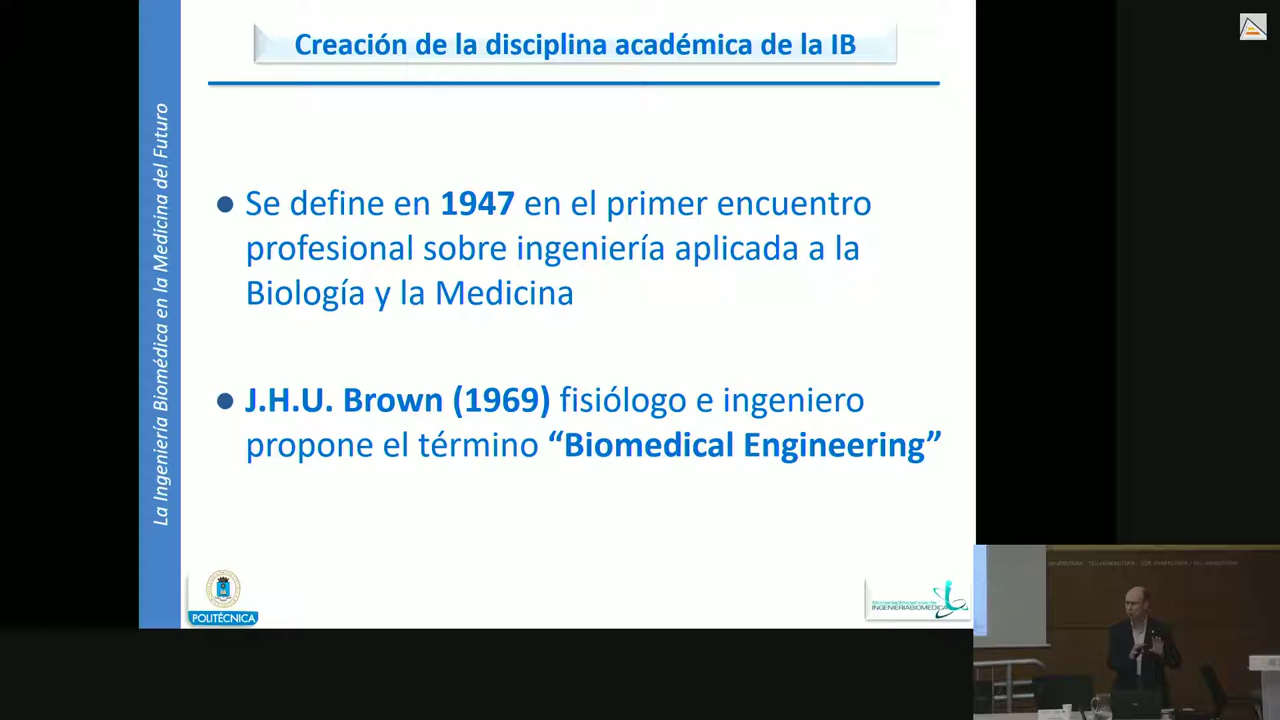 Creación de la disciplina académica de la IB
La Ingeniería Biomédica en la Medicina del Futuro
● Se define en 1947 en el primer encuentro
profesional sobre ingeniería aplicada a la
Biología y la Medicina
● J.H.U. Brown (1969) fisiólogo e ingeniero
propone el término “Biomedical Engineering”
POLITÉCNICA
INGENIERIABIOMEDICA